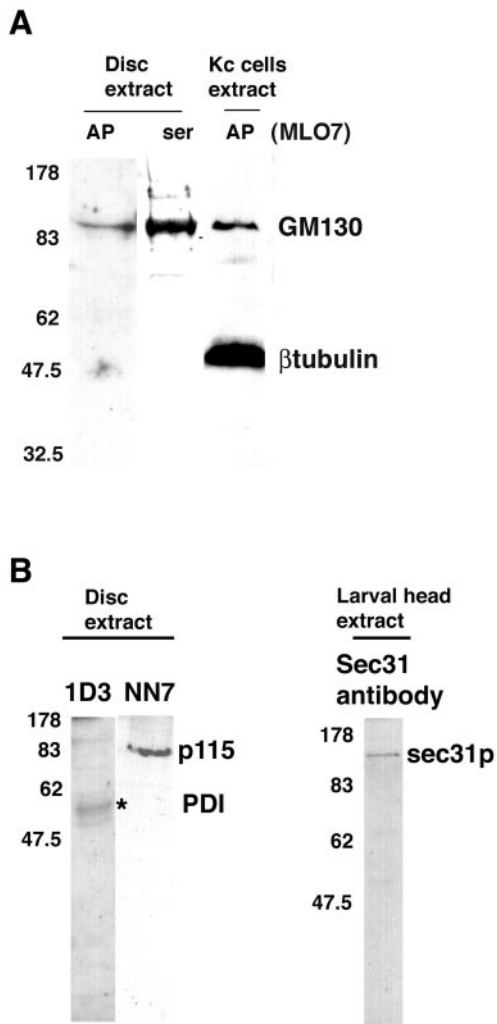 A
Disc
extract
Kc cells
extract
AP ser AP (MLO7)
178
83
62
47.5
32.5
GM130
βtubulin
B
Disc
extract
1D3 NN7
178
83
62
47.5
p115
* PDI
Larval head
extract
Sec31
antibody
178
83
62
47.5
sec31p